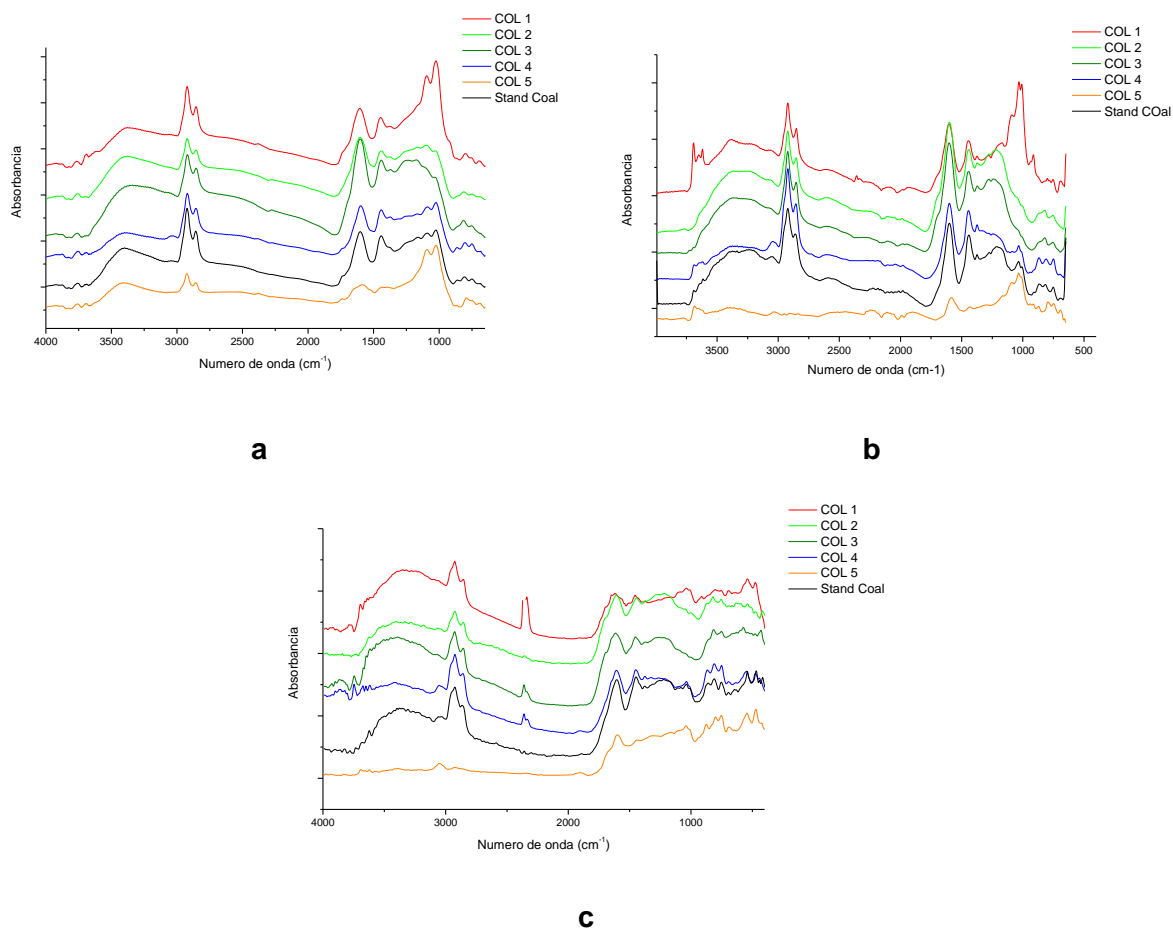 COL 1
COL 2
COL 3
COL 4
COL 5
Stand Coal
Absorbancia
4000 3500 3000 2500 2000 1500 1000
Numero de onda (cm-1)
a
COL 1
COL 2
COL 3
COL 4
COL 5
Stand COal
Absorbancia
3500 3000 2500 2000 1500 1000 500
Numero de onda (cm-1)
b
COL 1
COL 2
COL 3
COL 4
COL 5
Stand Coal
Absorbancia
4000 3000 2000 1000
Numero de onda (cm-1)
c